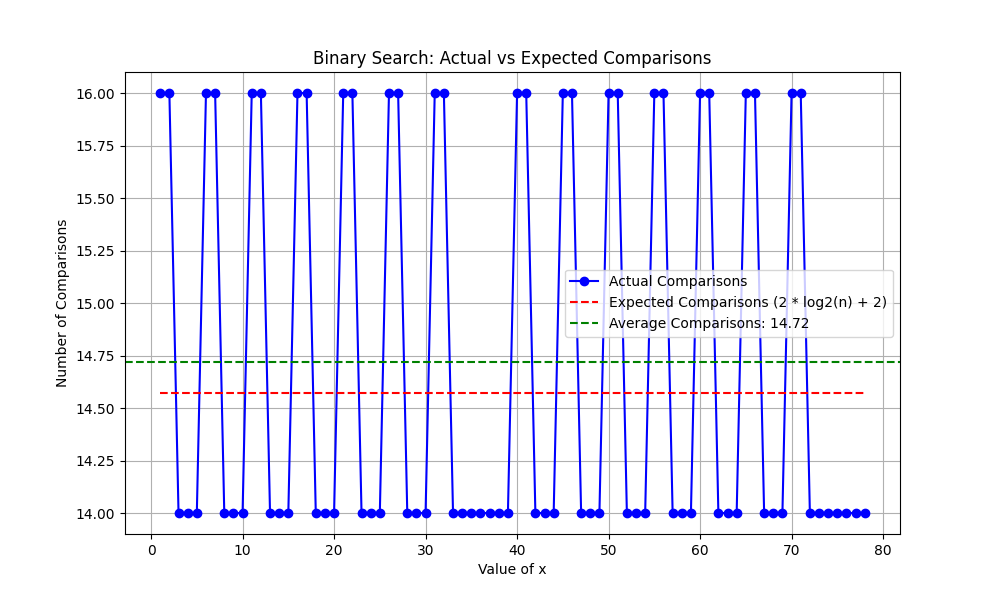 Binary Search: Actual vs Expected Comparisons
16.00
15.75
15.50
15.25
15.00
14.75
14.50
14.25
14.00
Number of Comparisons
Actual Comparisons
Expected Comparisons (2 * log2(n) + 2)
Average Comparisons: 14.72
0 10 20 30 40 50 60 70 80
Value of x